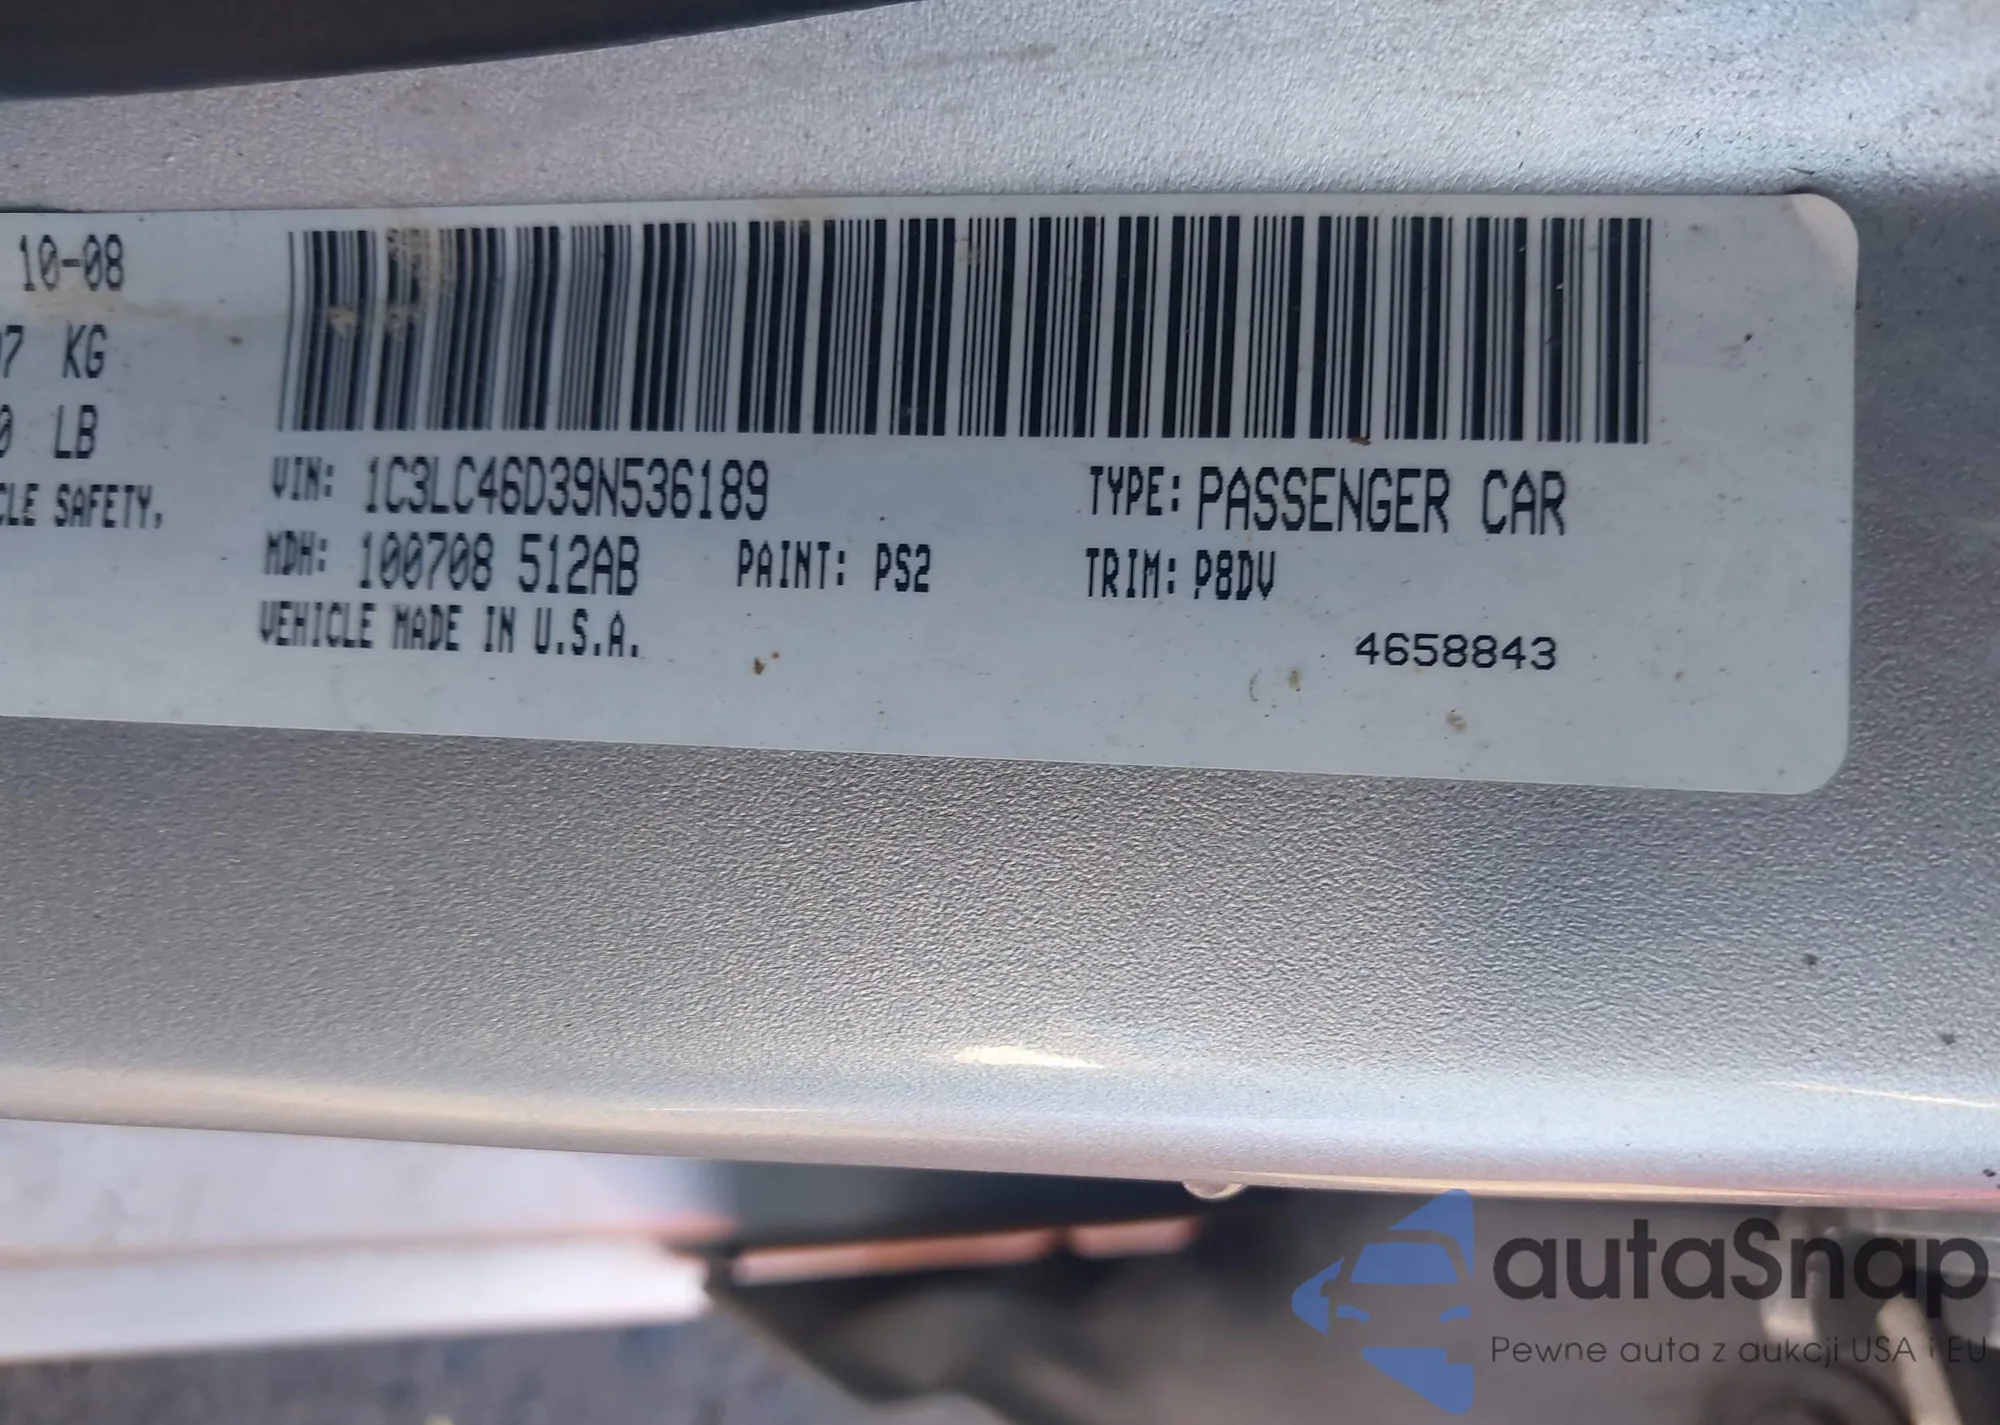 10-08
7 KG
0 LB
CLE SAFETY,
VIN: 1C3LC46D39N536189
TYPE: PASSENGER CAR
MDH: 100708 512AB
PAINT: PS2
TRIM: P8DV
VEHICLE MADE IN U.S.A.
4658843
autaSnap
Pewne auta z aukcji USA i EU